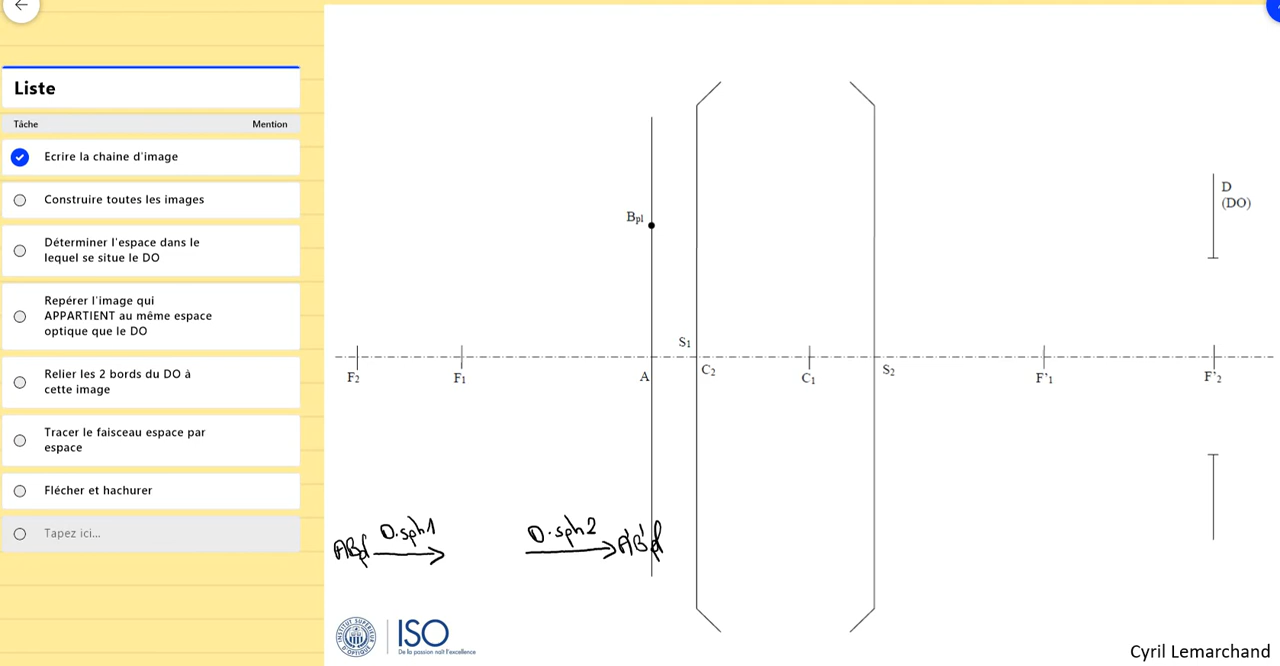 Liste
Tâche Mention
Ecrire la chaine d'image
Construire toutes les images
Déterminer l'espace dans le
lequel se situe le DO
Repérer l'image qui
APPARTIENT au même espace
optique que le DO
Relier les 2 bords du DO à
cette image
Tracer le faisceau espace par
espace
Flécher et hachurer
Tapez ici...
D
(DO)
Bpl
S1
F2 F1 A C2 C1 S2 F'1 F'2
D.sph1 D.sph2
ISO
De la passion naît l'excellence
INSTITUT SUPÉRIEUR D'OPTIQUE
Cyril Lemarchand